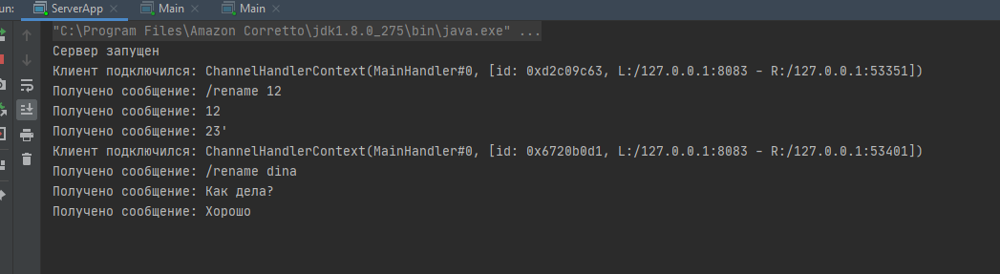 un: ServerApp × Main × Main ×
"C:\Program Files\Amazon Corretto\jdk1.8.0_275\bin\java.exe" ...
Сервер запущен
Клиент подключился: ChannelHandlerContext(MainHandler#0, [id: 0xd2c09c63, L:/127.0.0.1:8083 - R:/127.0.0.1:53351])
Получено сообщение: /rename 12
Получено сообщение: 12
Получено сообщение: 23'
Клиент подключился: ChannelHandlerContext(MainHandler#0, [id: 0x6720b0d1, L:/127.0.0.1:8083 - R:/127.0.0.1:53401])
Получено сообщение: /rename dina
Получено сообщение: Как дела?
Получено сообщение: Хорошо